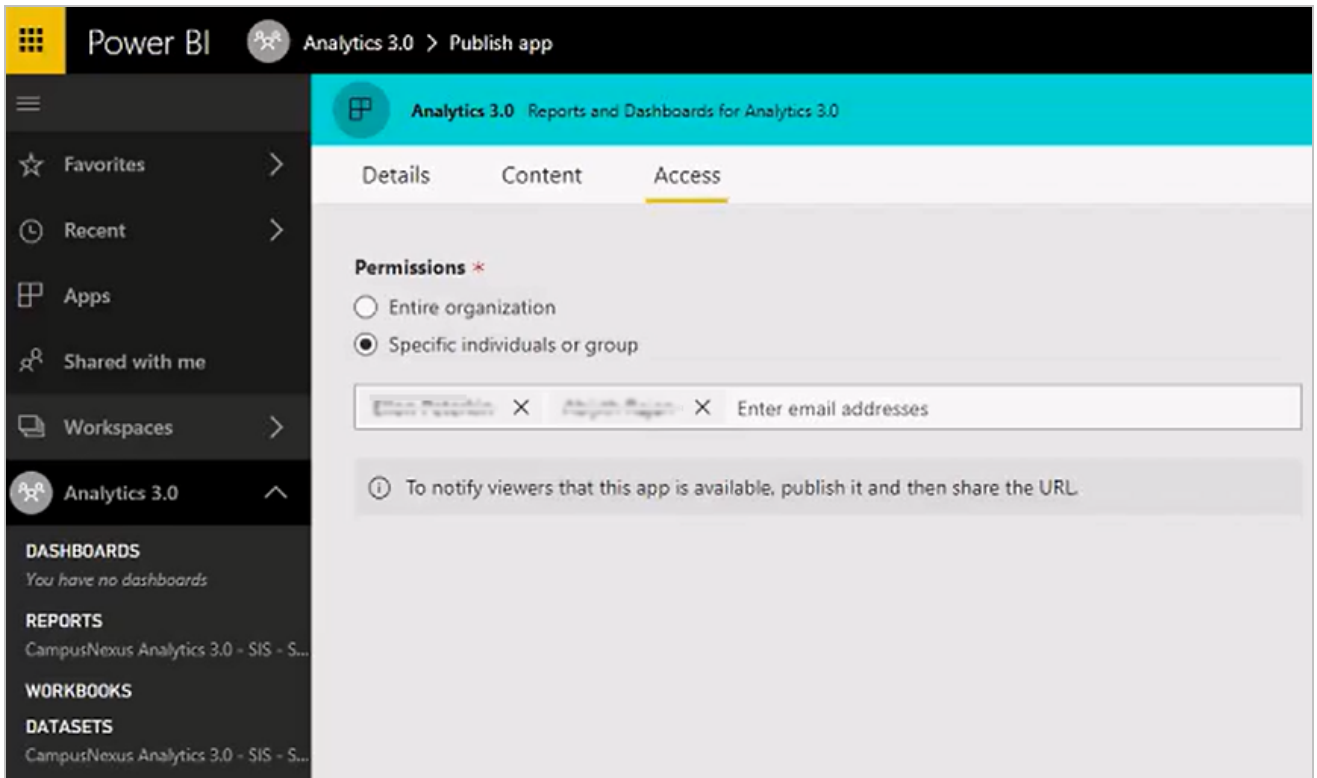 Power BI
Analytics 3.0 > Publish app
Analytics 3.0 Reports and Dashboards for Analytics 3.0
Favorites
Recent
Apps
Shared with me
Workspaces
Analytics 3.0
DASHBOARDS
You have no dashboards
REPORTS
CampusNexus Analytics 3.0 - SIS - S...
WORKBOOKS
DATASETS
CampusNexus Analytics 3.0 - SIS - S...
Details Content Access
Permissions *
Entire organization
Specific individuals or group
Enter email addresses
To notify viewers that this app is available, publish it and then share the URL.